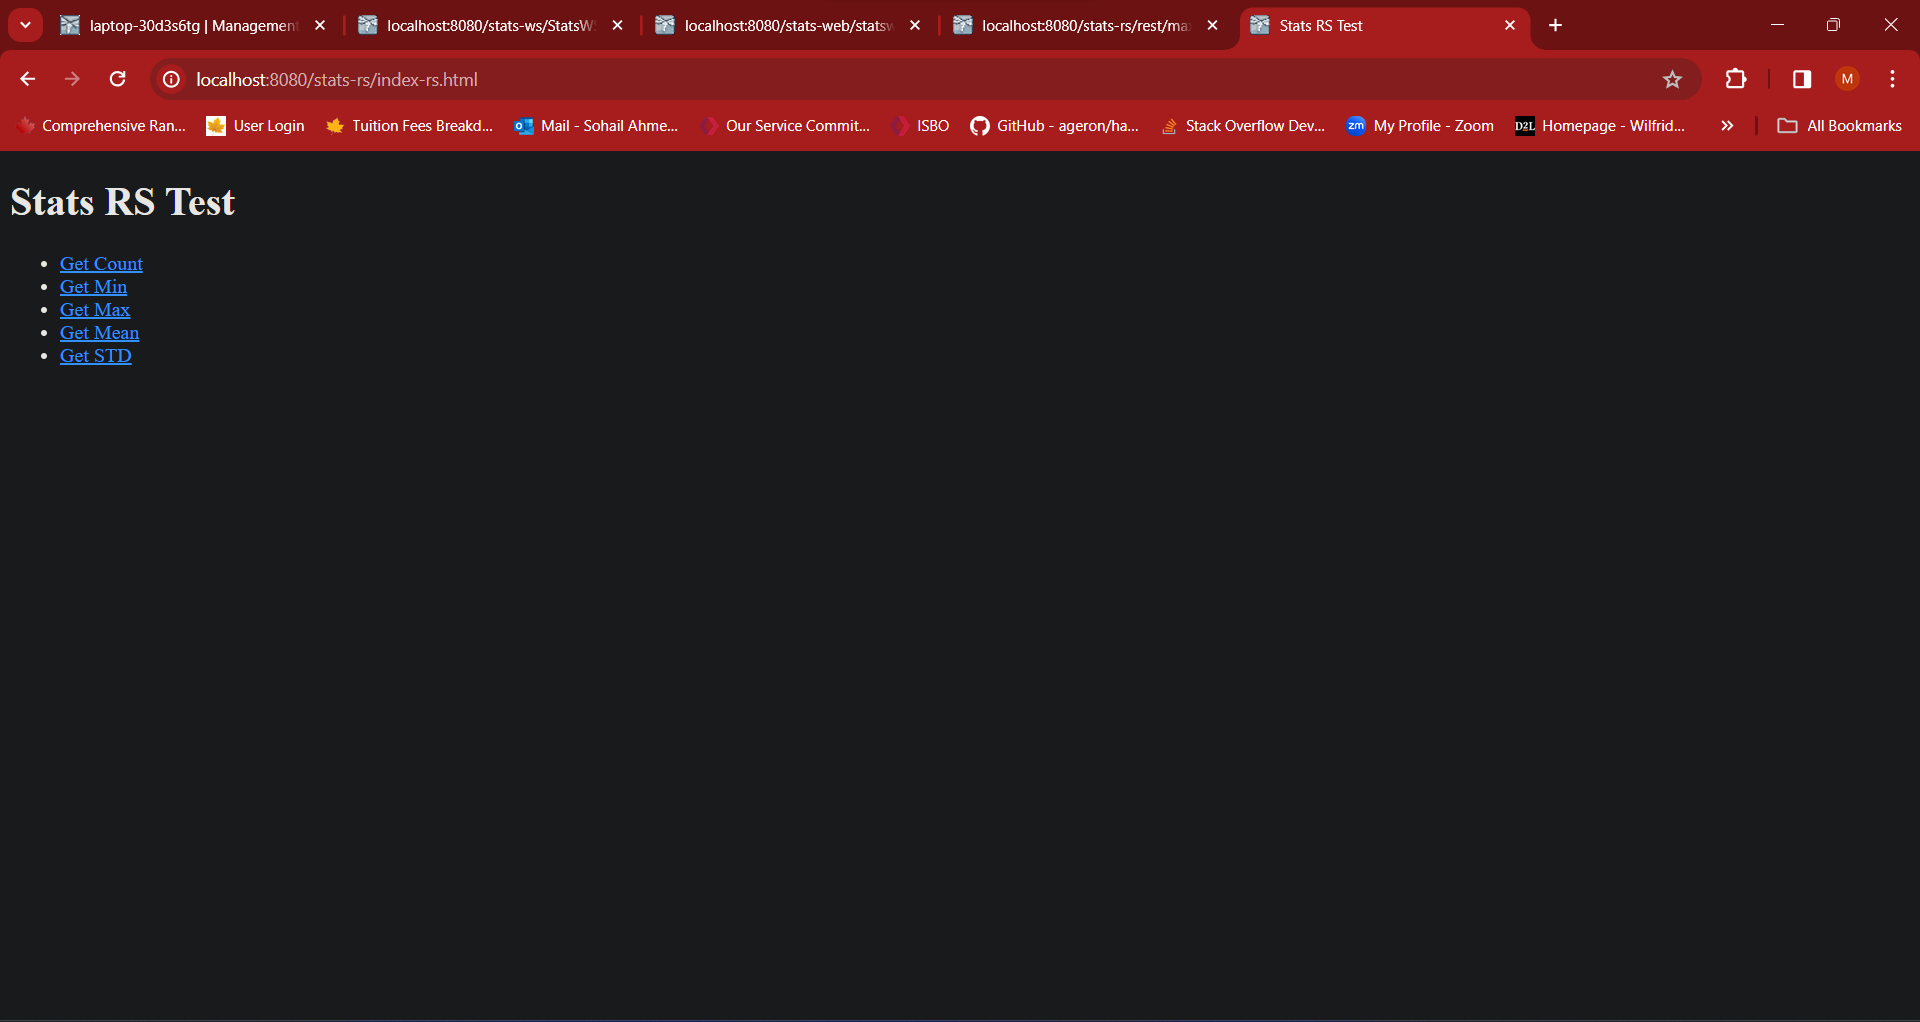 laptop-30d3s6tg | Management
localhost:8080/stats-ws/StatsWS
localhost:8080/stats-web/statsw
localhost:8080/stats-rs/rest/ma
Stats RS Test
localhost:8080/stats-rs/index-rs.html
M
Comprehensive Ran...
User Login
Tuition Fees Breakd...
Mail - Sohail Ahme...
Our Service Commit...
ISBO
GitHub - ageron/ha...
Stack Overflow Dev...
zm
My Profile - Zoom
D2L
Homepage - Wilfrid...
All Bookmarks
Stats RS Test
Get Count
Get Min
Get Max
Get Mean
Get STD